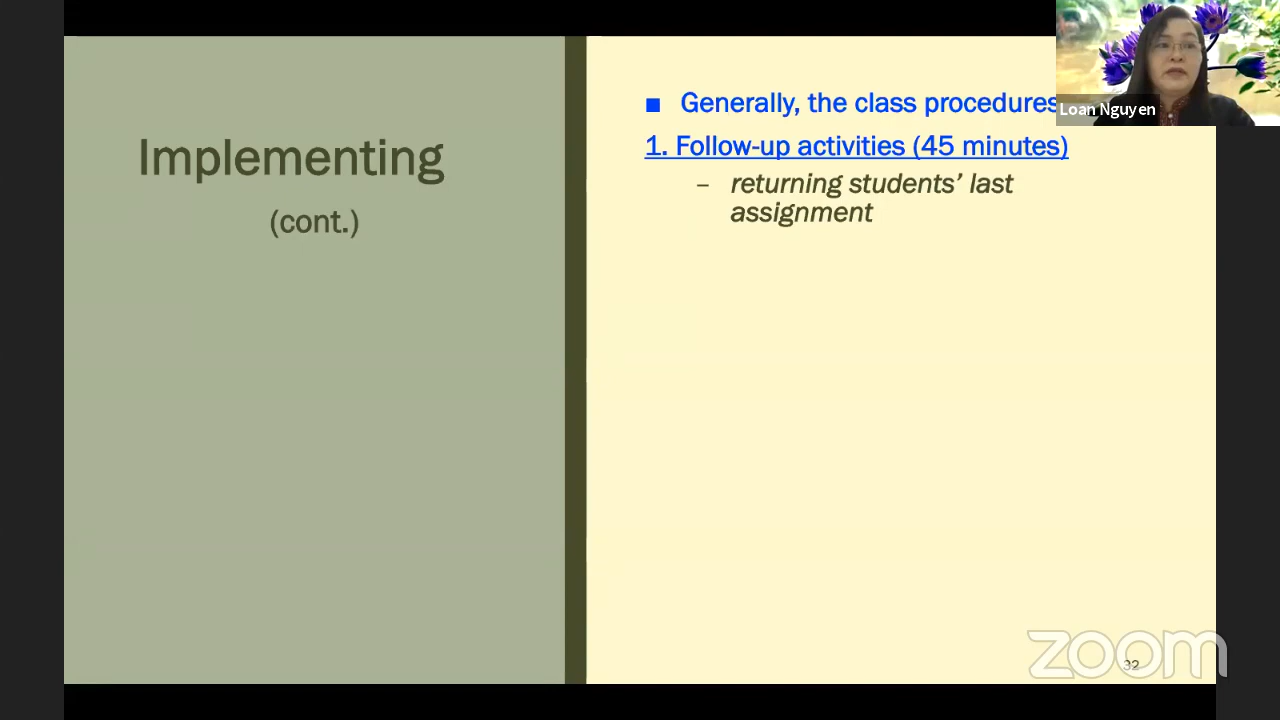 Implementing
(cont.)
■ Generally, the class procedures
1. Follow-up activities (45 minutes)
– returning students’ last
assignment
Loan Nguyen
zoom
32